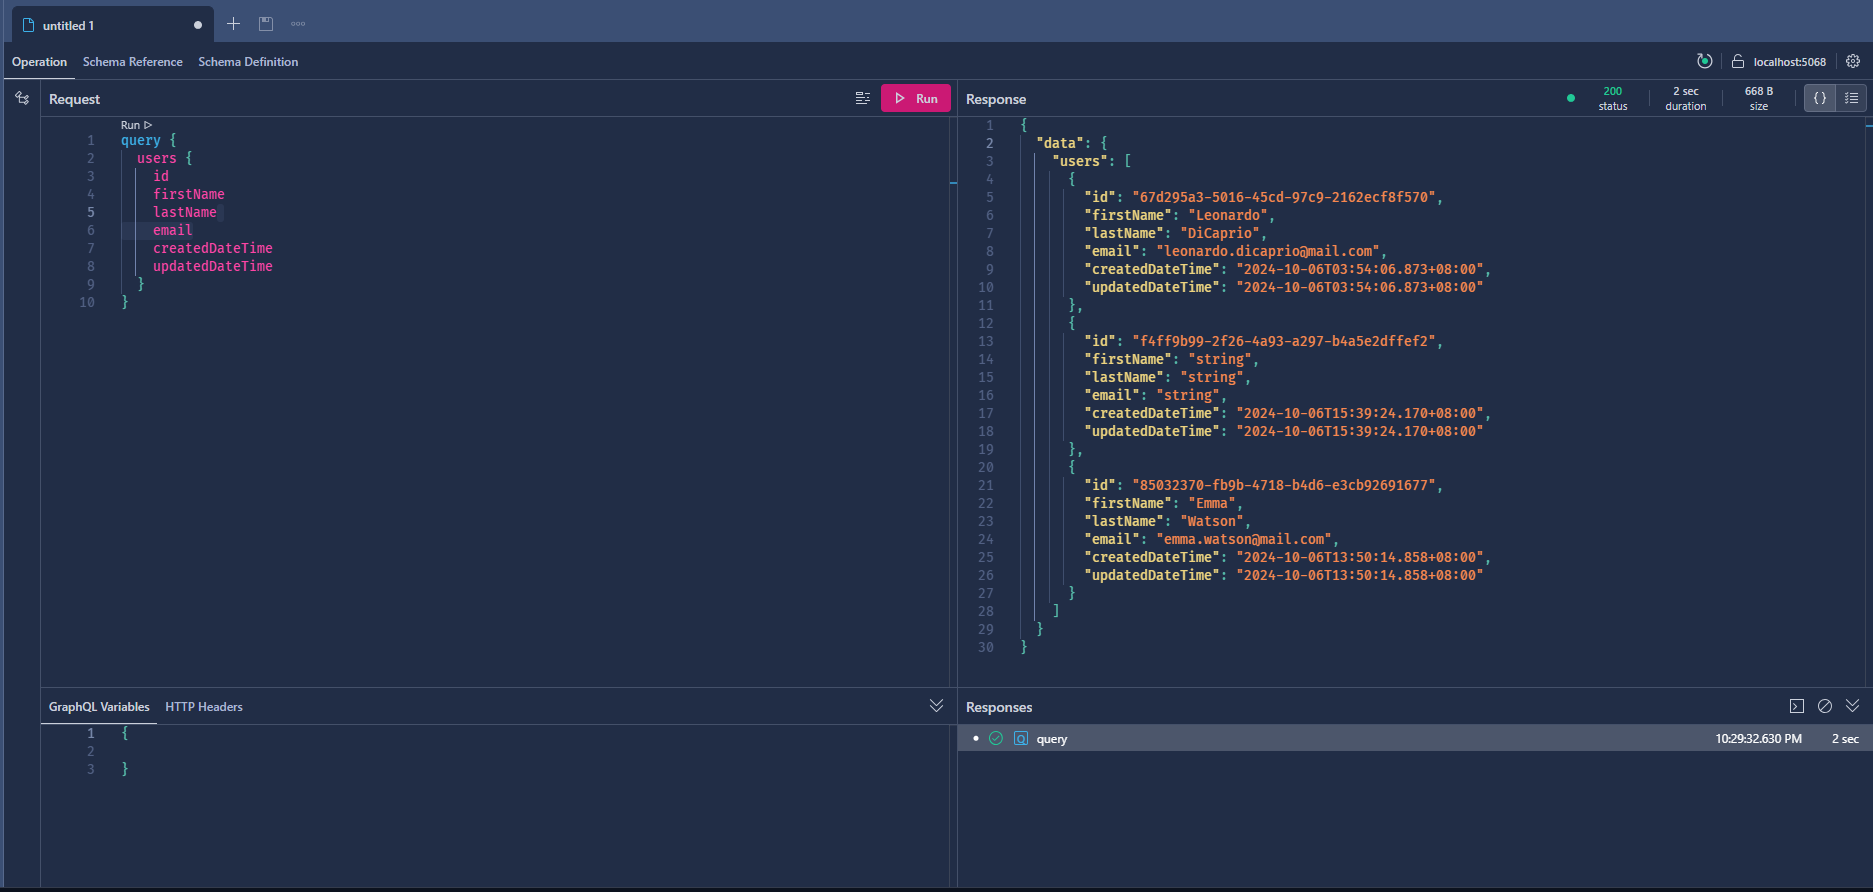 untitled 1
Operation Schema Reference Schema Definition
localhost:5068
Request
Run
Run
1 query {
2 users {
3 id
4 firstName
5 lastName
6 email
7 createdDateTime
8 updatedDateTime
9 }
10 }
Response
200 status
2 sec duration
668 B size
{ }
1 {
2 "data": {
3 "users": [
4 {
5 "id": "67d295a3-5016-45cd-97c9-2162ecf8f570",
6 "firstName": "Leonardo",
7 "lastName": "DiCaprio",
8 "email": "leonardo.dicaprio@mail.com",
9 "createdDateTime": "2024-10-06T03:54:06.873+08:00",
10 "updatedDateTime": "2024-10-06T03:54:06.873+08:00"
11 },
12 {
13 "id": "f4ff9b99-2f26-4a93-a297-b4a5e2dffef2",
14 "firstName": "string",
15 "lastName": "string",
16 "email": "string",
17 "createdDateTime": "2024-10-06T15:39:24.170+08:00",
18 "updatedDateTime": "2024-10-06T15:39:24.170+08:00"
19 },
20 {
21 "id": "85032370-fb9b-4718-b4d6-e3cb92691677",
22 "firstName": "Emma",
23 "lastName": "Watson",
24 "email": "emma.watson@mail.com",
25 "createdDateTime": "2024-10-06T13:50:14.858+08:00",
26 "updatedDateTime": "2024-10-06T13:50:14.858+08:00"
27 }
28 ]
29 }
30 }
GraphQL Variables HTTP Headers
1 {
2
3 }
Responses
Q query 10:29:32.630 PM 2 sec